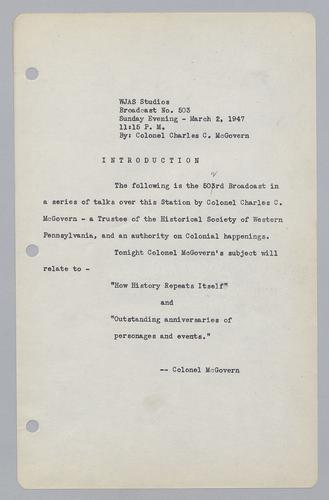 WJAS Studios
Broadcast No. 503
Sunday Evening - March 2, 1947
11:15 P. M.
By: Colonel Charles C. McGovern
INTRODUCTION
The following is the 503rd Broadcast in
a series of talks over this Station by Colonel Charles C.
McGovern - a Trustee of the Historical Society of Western
Pennsylvania, and an authority on Colonial happenings.
Tonight Colonel McGovern's subject will
relate to -
"How History Repeats Itself"
and
"Outstanding anniversaries of
personages and events."
-- Colonel McGovern